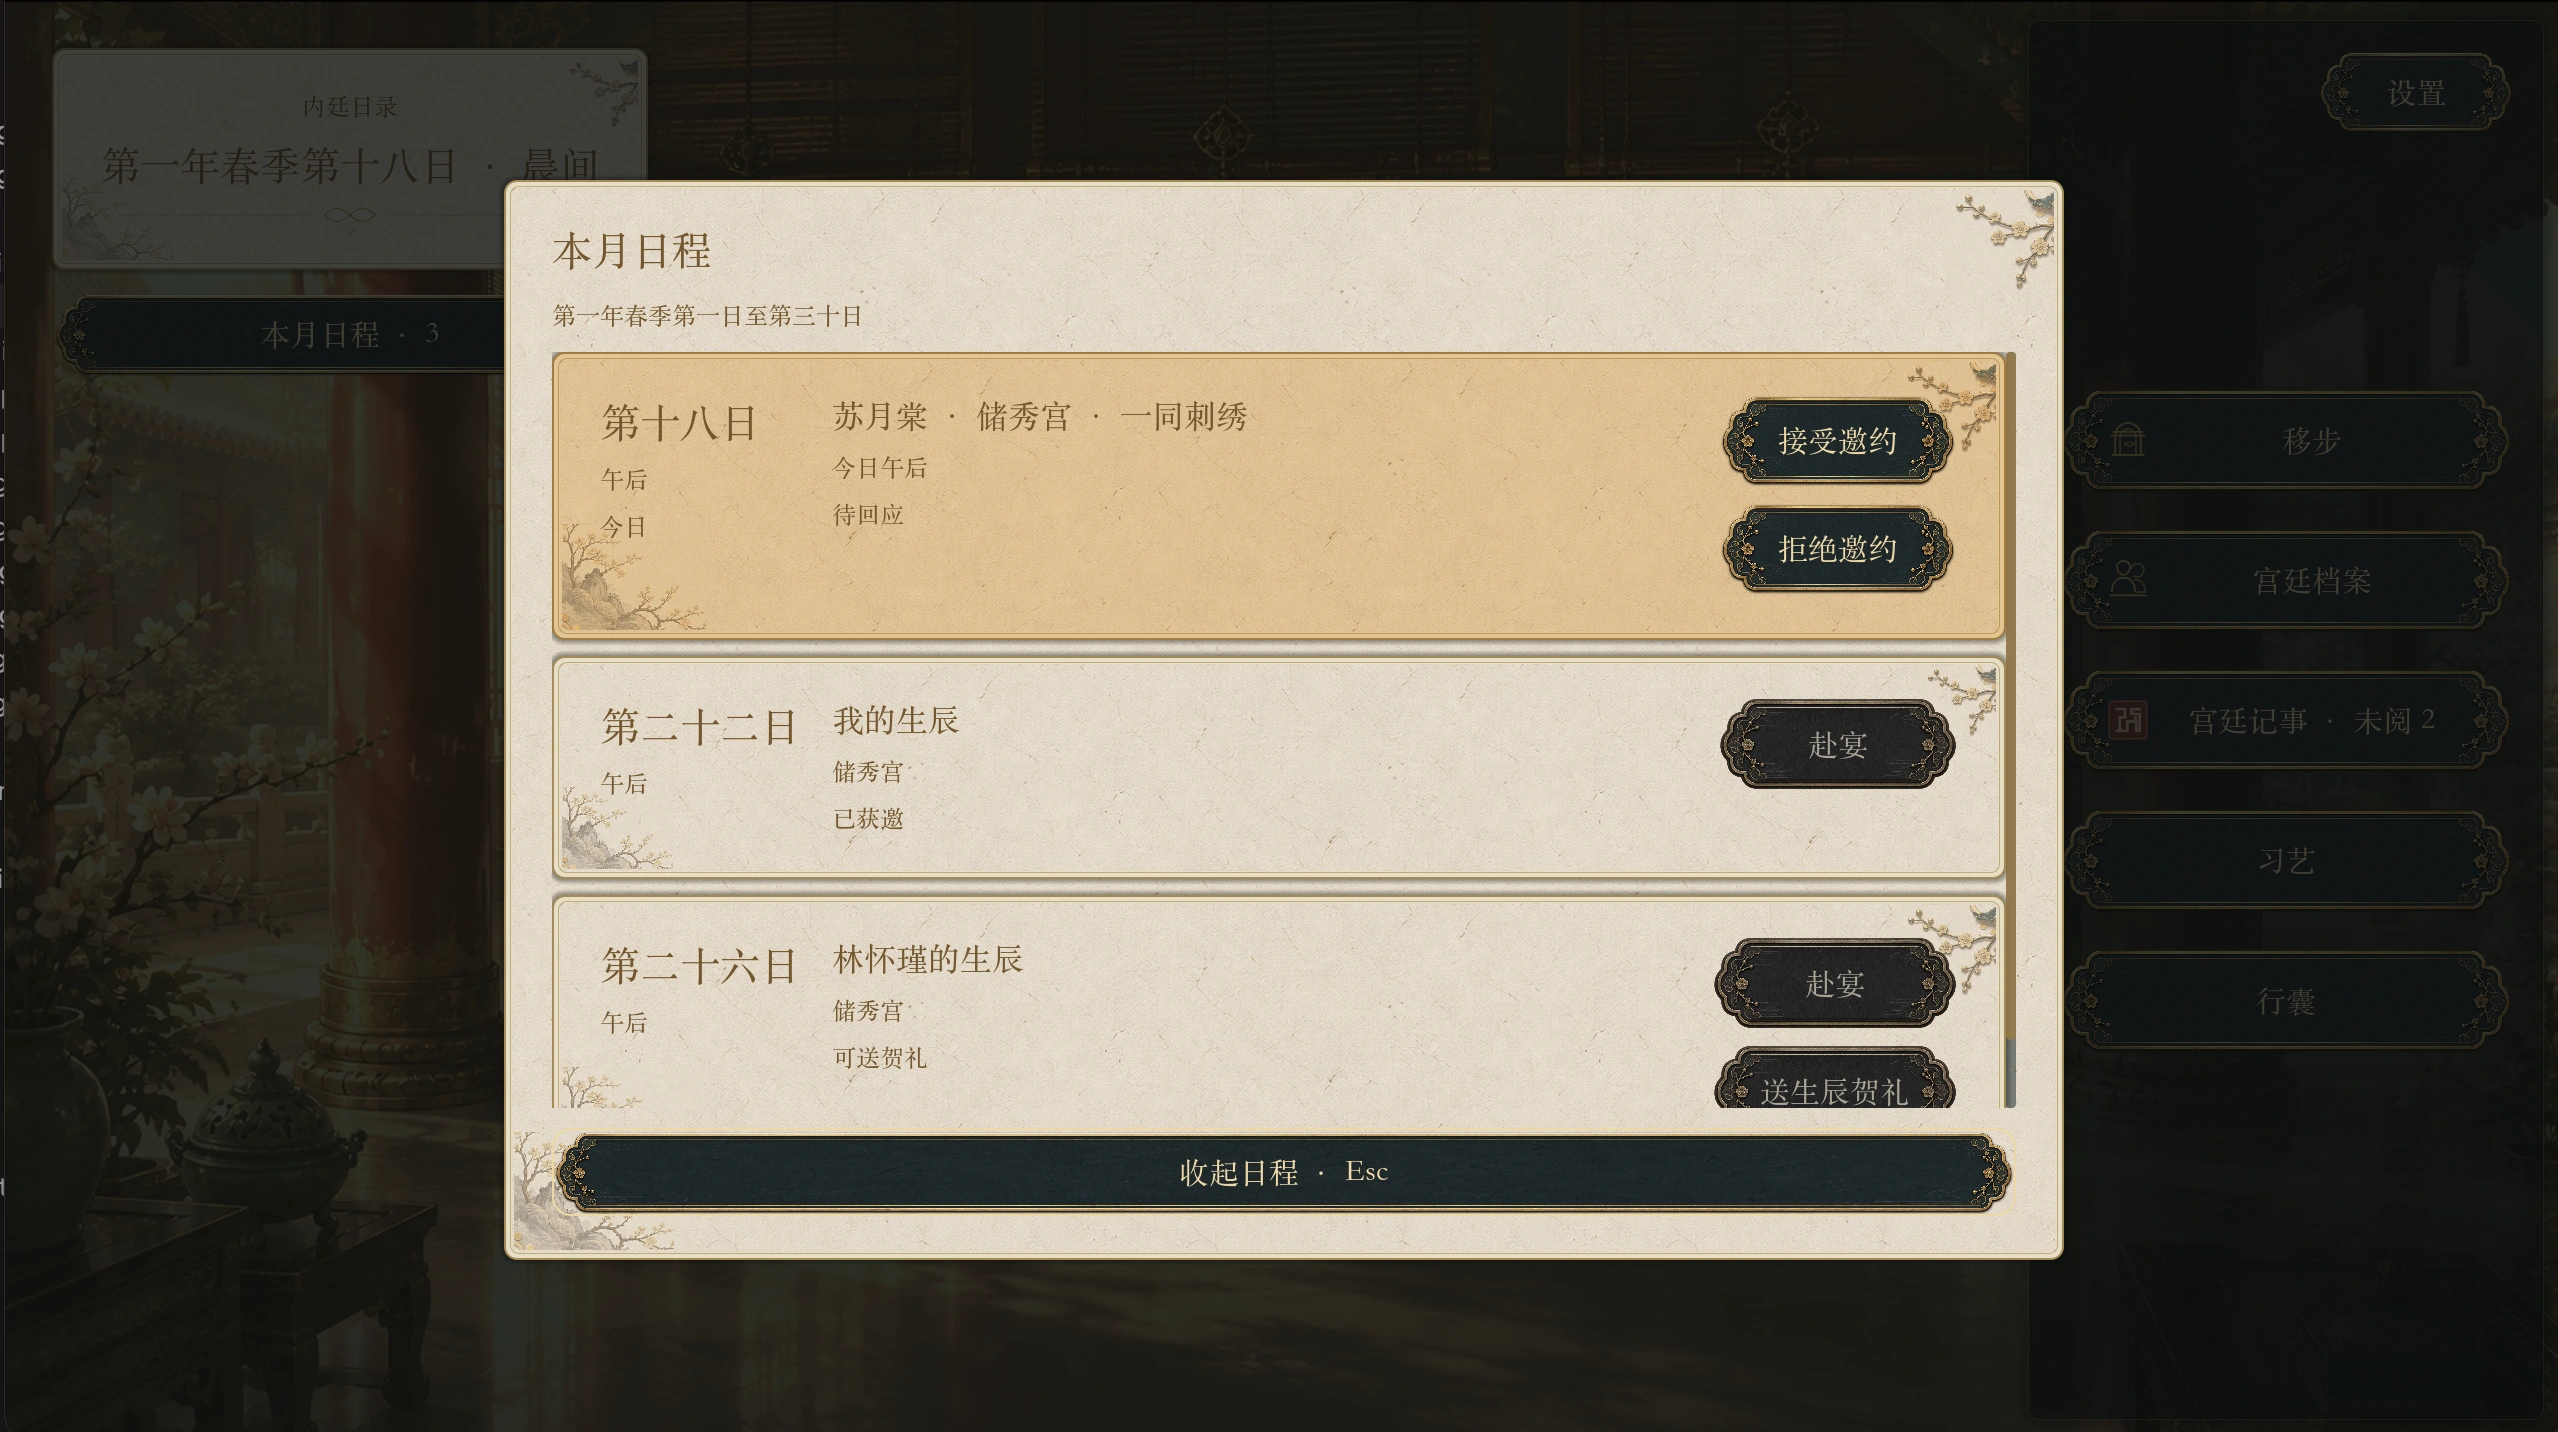 内廷日录
第一年春季第十八日 · 晨间
本月日程 · 3
设置
本月日程
第一年春季第一日至第三十日
第十八日
午后
今日
苏月棠 · 储秀宫 · 一同刺绣
今日午后
待回应
接受邀约
拒绝邀约
第二十二日
午后
我的生辰
储秀宫
已获邀
赴宴
第二十六日
午后
林怀瑾的生辰
储秀宫
可送贺礼
赴宴
送生辰贺礼
收起日程 · Esc
移步
宫廷档案
宫廷记事 · 未阅 2
习艺
行囊